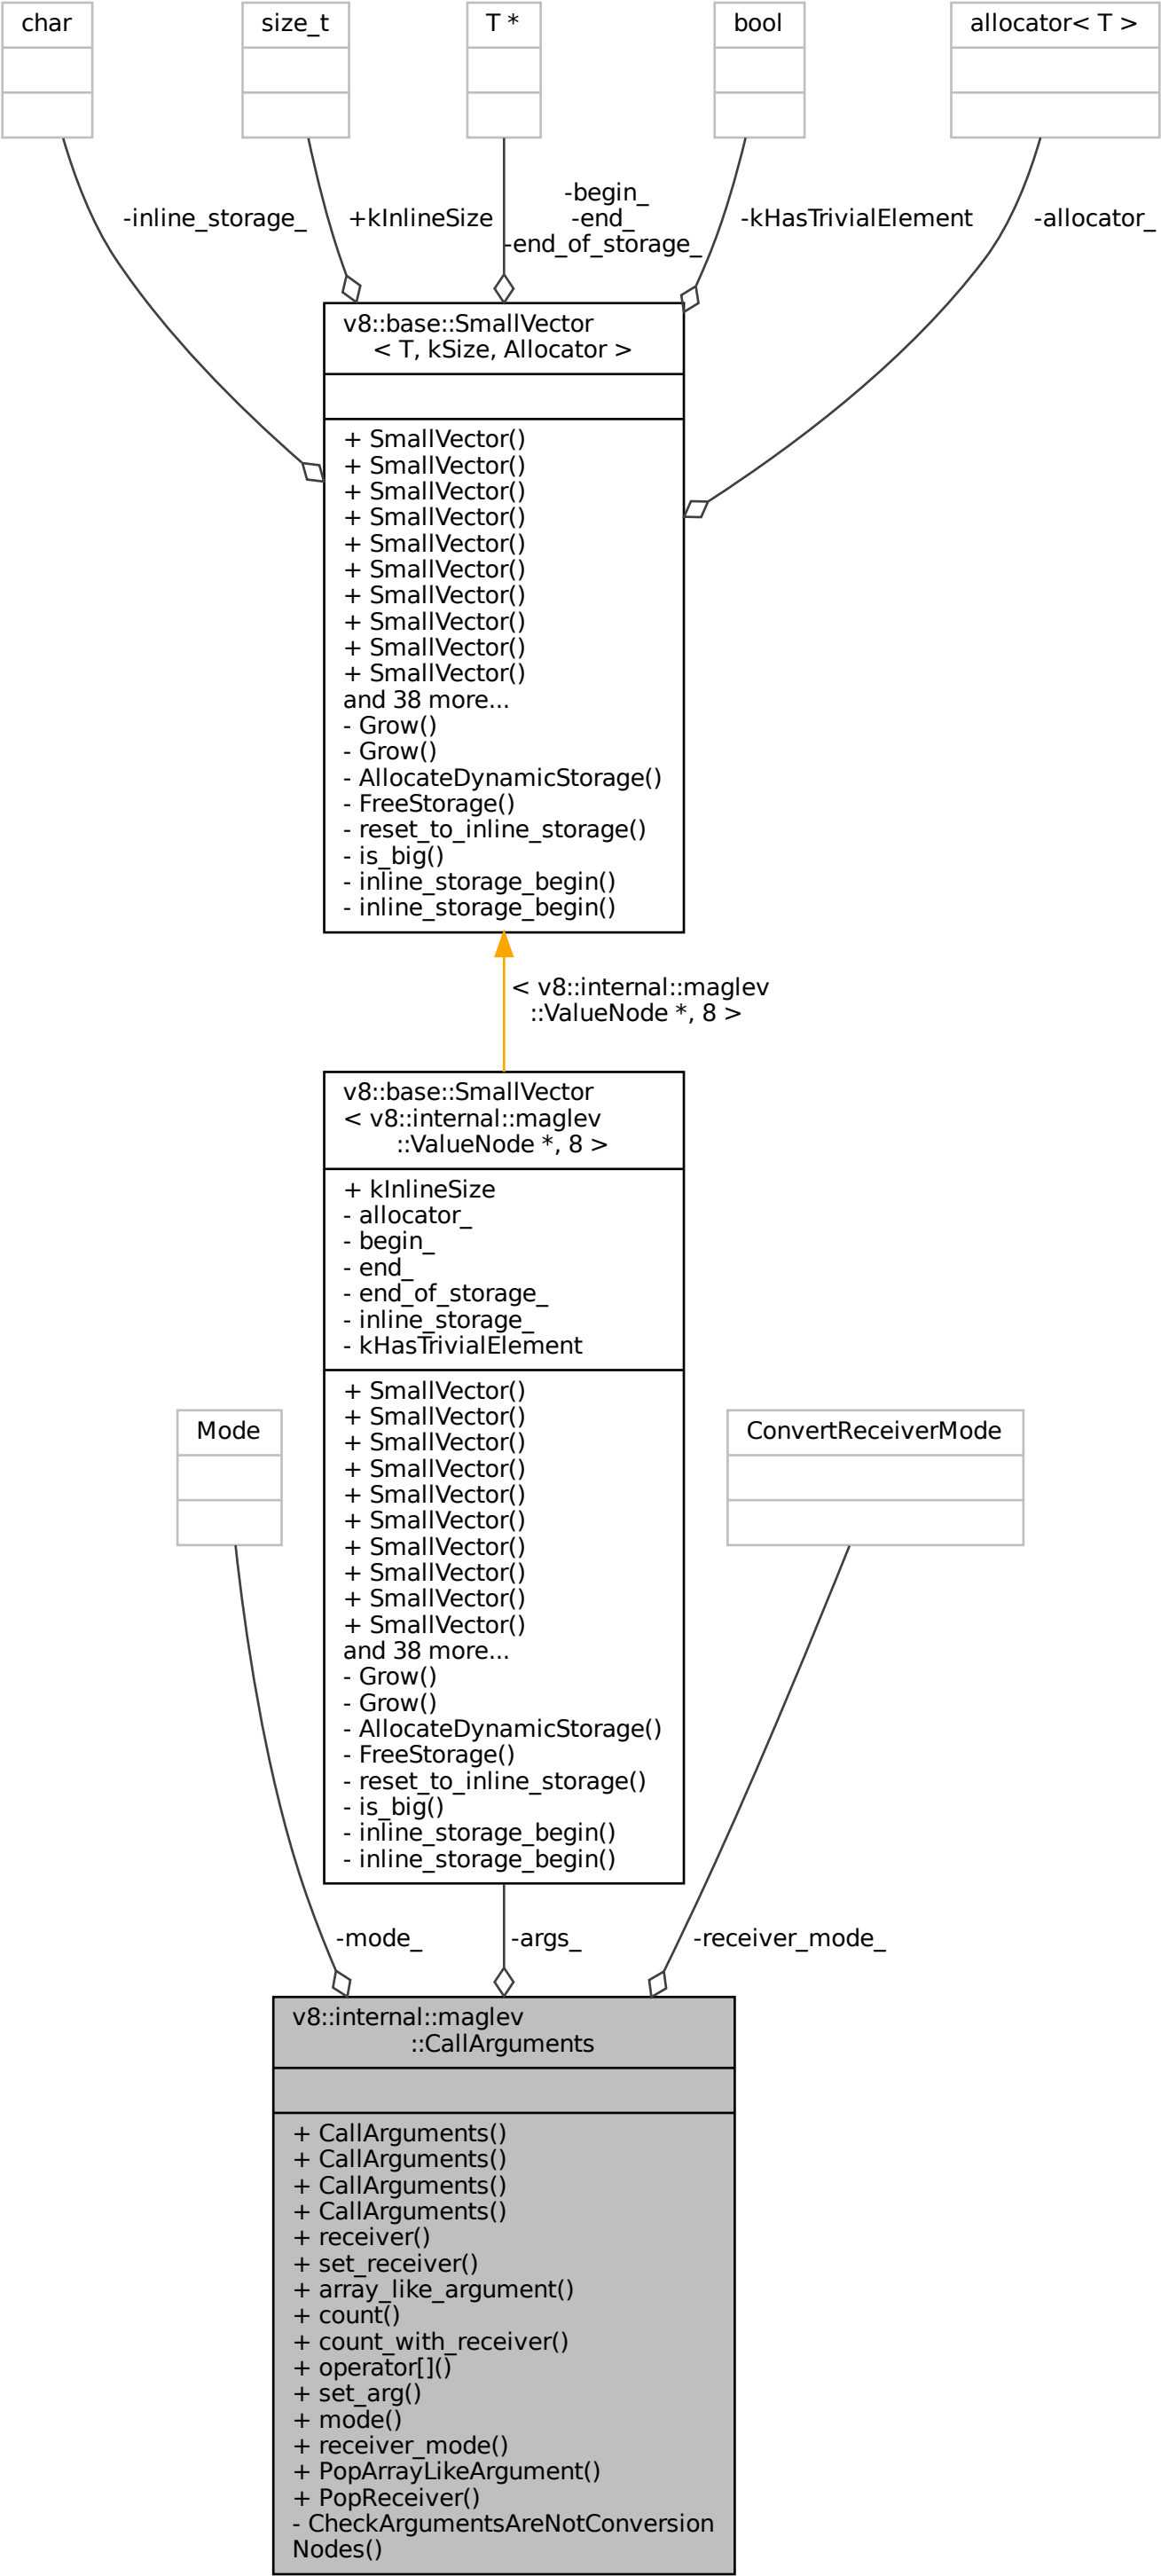 char
size_t
T *
bool
allocator< T >
-inline_storage_
+kInlineSize
-begin_
-end_
-end_of_storage_
-kHasTrivialElement
-allocator_
v8::base::SmallVector
< T, kSize, Allocator >
+ SmallVector()
+ SmallVector()
+ SmallVector()
+ SmallVector()
+ SmallVector()
+ SmallVector()
+ SmallVector()
+ SmallVector()
+ SmallVector()
+ SmallVector()
and 38 more...
- Grow()
- Grow()
- AllocateDynamicStorage()
- FreeStorage()
- reset_to_inline_storage()
- is_big()
- inline_storage_begin()
- inline_storage_begin()
< v8::internal::maglev
::ValueNode *, 8 >
v8::base::SmallVector
< v8::internal::maglev
::ValueNode *, 8 >
+ kInlineSize
- allocator_
- begin_
- end_
- end_of_storage_
- inline_storage_
- kHasTrivialElement
+ SmallVector()
+ SmallVector()
+ SmallVector()
+ SmallVector()
+ SmallVector()
+ SmallVector()
+ SmallVector()
+ SmallVector()
+ SmallVector()
+ SmallVector()
and 38 more...
- Grow()
- Grow()
- AllocateDynamicStorage()
- FreeStorage()
- reset_to_inline_storage()
- is_big()
- inline_storage_begin()
- inline_storage_begin()
Mode
ConvertReceiverMode
-mode_
-args_
-receiver_mode_
v8::internal::maglev
::CallArguments
+ CallArguments()
+ CallArguments()
+ CallArguments()
+ CallArguments()
+ receiver()
+ set_receiver()
+ array_like_argument()
+ count()
+ count_with_receiver()
+ operator[]()
+ set_arg()
+ mode()
+ receiver_mode()
+ PopArrayLikeArgument()
+ PopReceiver()
- CheckArgumentsAreNotConversion
Nodes()